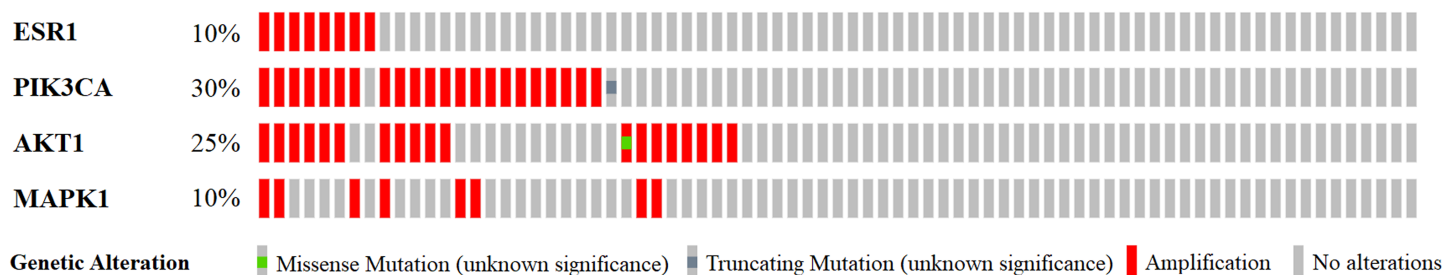 ESR1 10%
PIK3CA 30%
AKT1 25%
MAPK1 10%
Genetic Alteration Missense Mutation (unknown significance) Truncating Mutation (unknown significance) Amplification No alterations